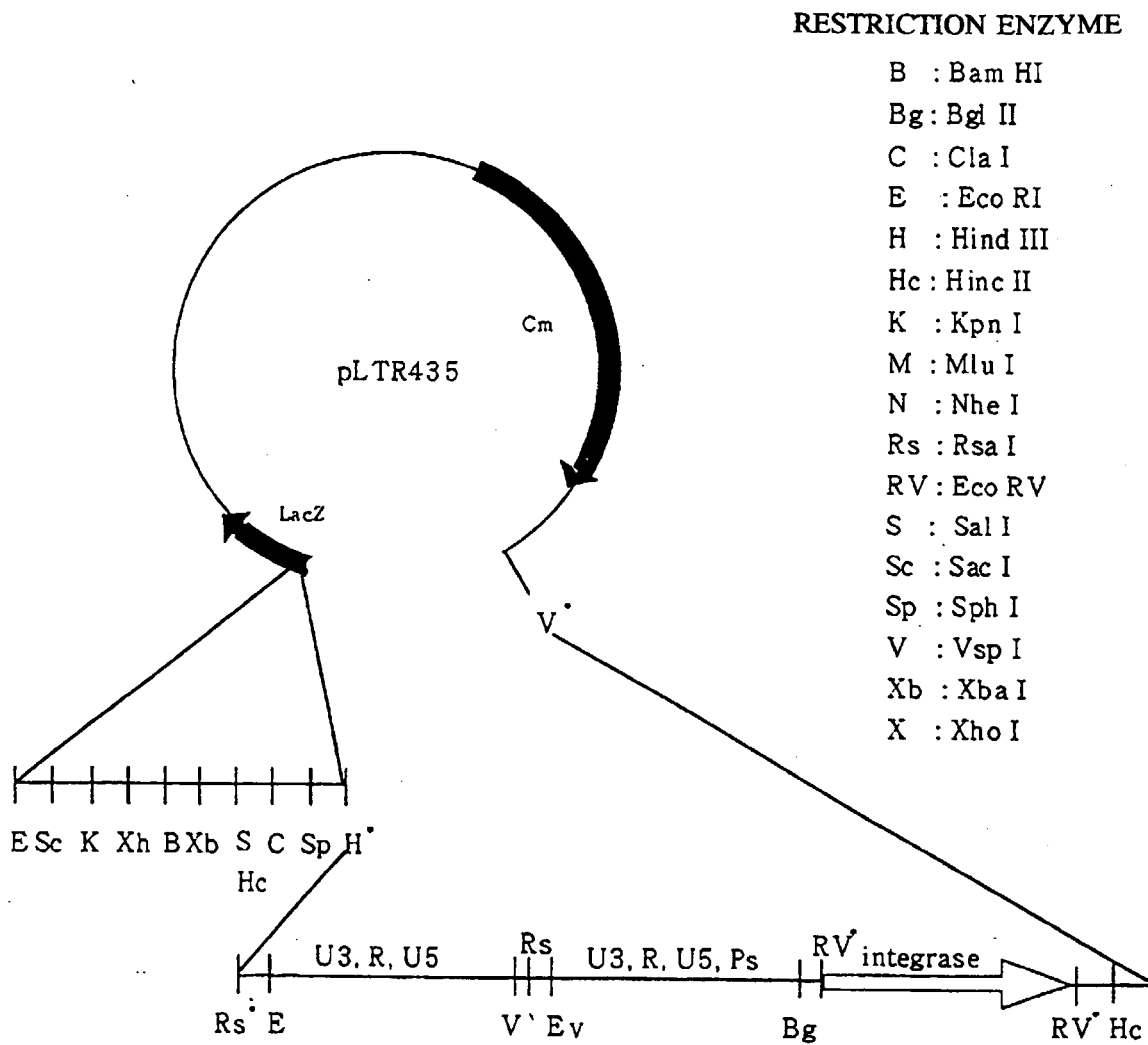 RESTRICTION ENZYME
B : Bam HI
Bg : Bgl II
C : Cla I
E : Eco RI
H : Hind III
Hc : Hinc II
K : Kpn I
M : Mlu I
N : Nhe I
Rs : Rsa I
RV : Eco RV
S : Sal I
Sc : Sac I
Sp : Sph I
V : Vsp I
Xb : Xba I
X : Xho I
Cm
pLTR435
LacZ
V*
E Sc K Xh B Xb S C Sp H*
Hc
U3, R, U5 Rs U3, R, U5, Ps RV* integrase
Rs* E V` Ev Bg RV* Hc